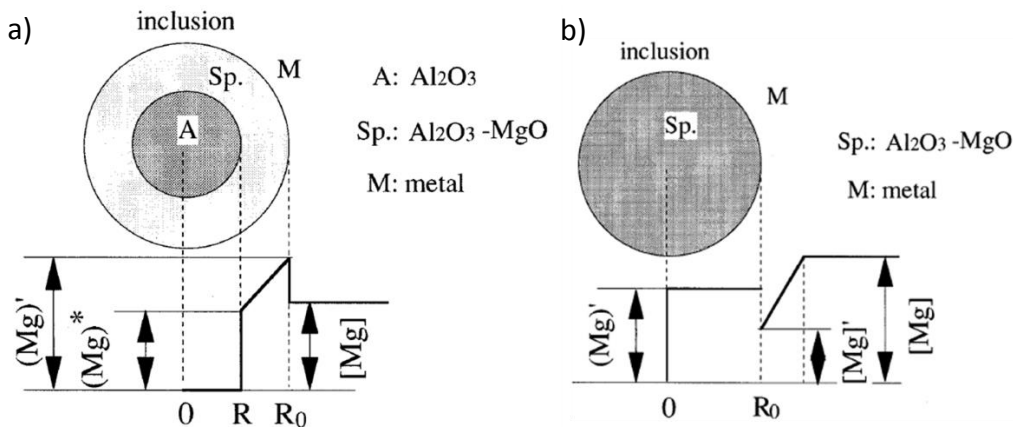 a)
inclusion
Sp.
M
A
A: Al2O3
Sp.: Al2O3 -MgO
M: metal
(Mg)'
(Mg)*
[Mg]
0 R R0
b)
inclusion
Sp.
M
Sp.: Al2O3 -MgO
M: metal
(Mg)'
[Mg]'
[Mg]
0 R0